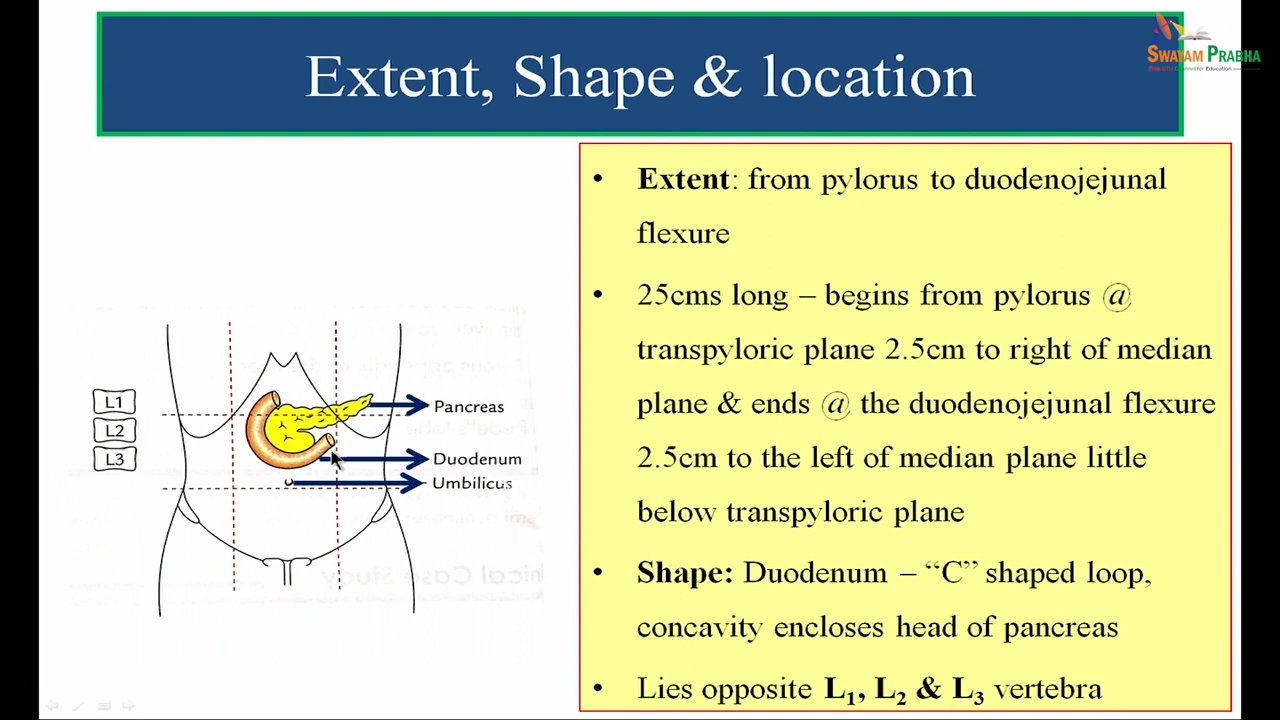 Extent, Shape & location
SWAYAM PRABHA
• Extent: from pylorus to duodenojejunal
flexure
• 25cms long – begins from pylorus @
transpyloric plane 2.5cm to right of median
plane & ends @ the duodenojejunal flexure
2.5cm to the left of median plane little
below transpyloric plane
• Shape: Duodenum – “C” shaped loop,
concavity encloses head of pancreas
• Lies opposite L1, L2 & L3 vertebra
L1
L2
L3
Pancreas
Duodenum
Umbilicus